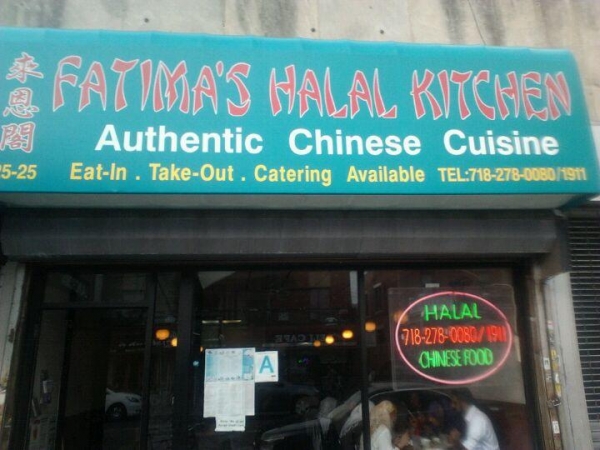 來恩閣
FATIMA'S HALAL KITCHEN
Authentic Chinese Cuisine
25-25 Eat-In . Take-Out . Catering Available TEL:718-278-0080/1911
HALAL
718-278-0080/1911
CHINESE FOOD
A